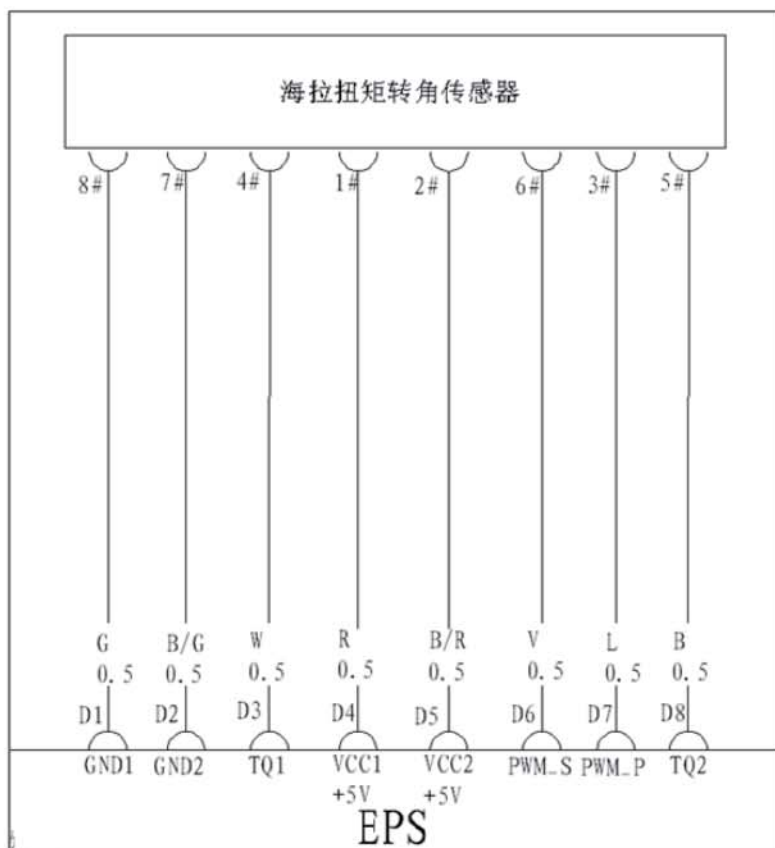 海拉扭矩转角传感器
8# 7# 4# 1# 2# 6# 3# 5#
G B/G W R B/R V L B
0.5 0.5 0.5 0.5 0.5 0.5 0.5 0.5
D1 D2 D3 D4 D5 D6 D7 D8
GND1 GND2 TQ1 VCC1 VCC2 PWM_S PWM_P TQ2
+5V +5V
EPS